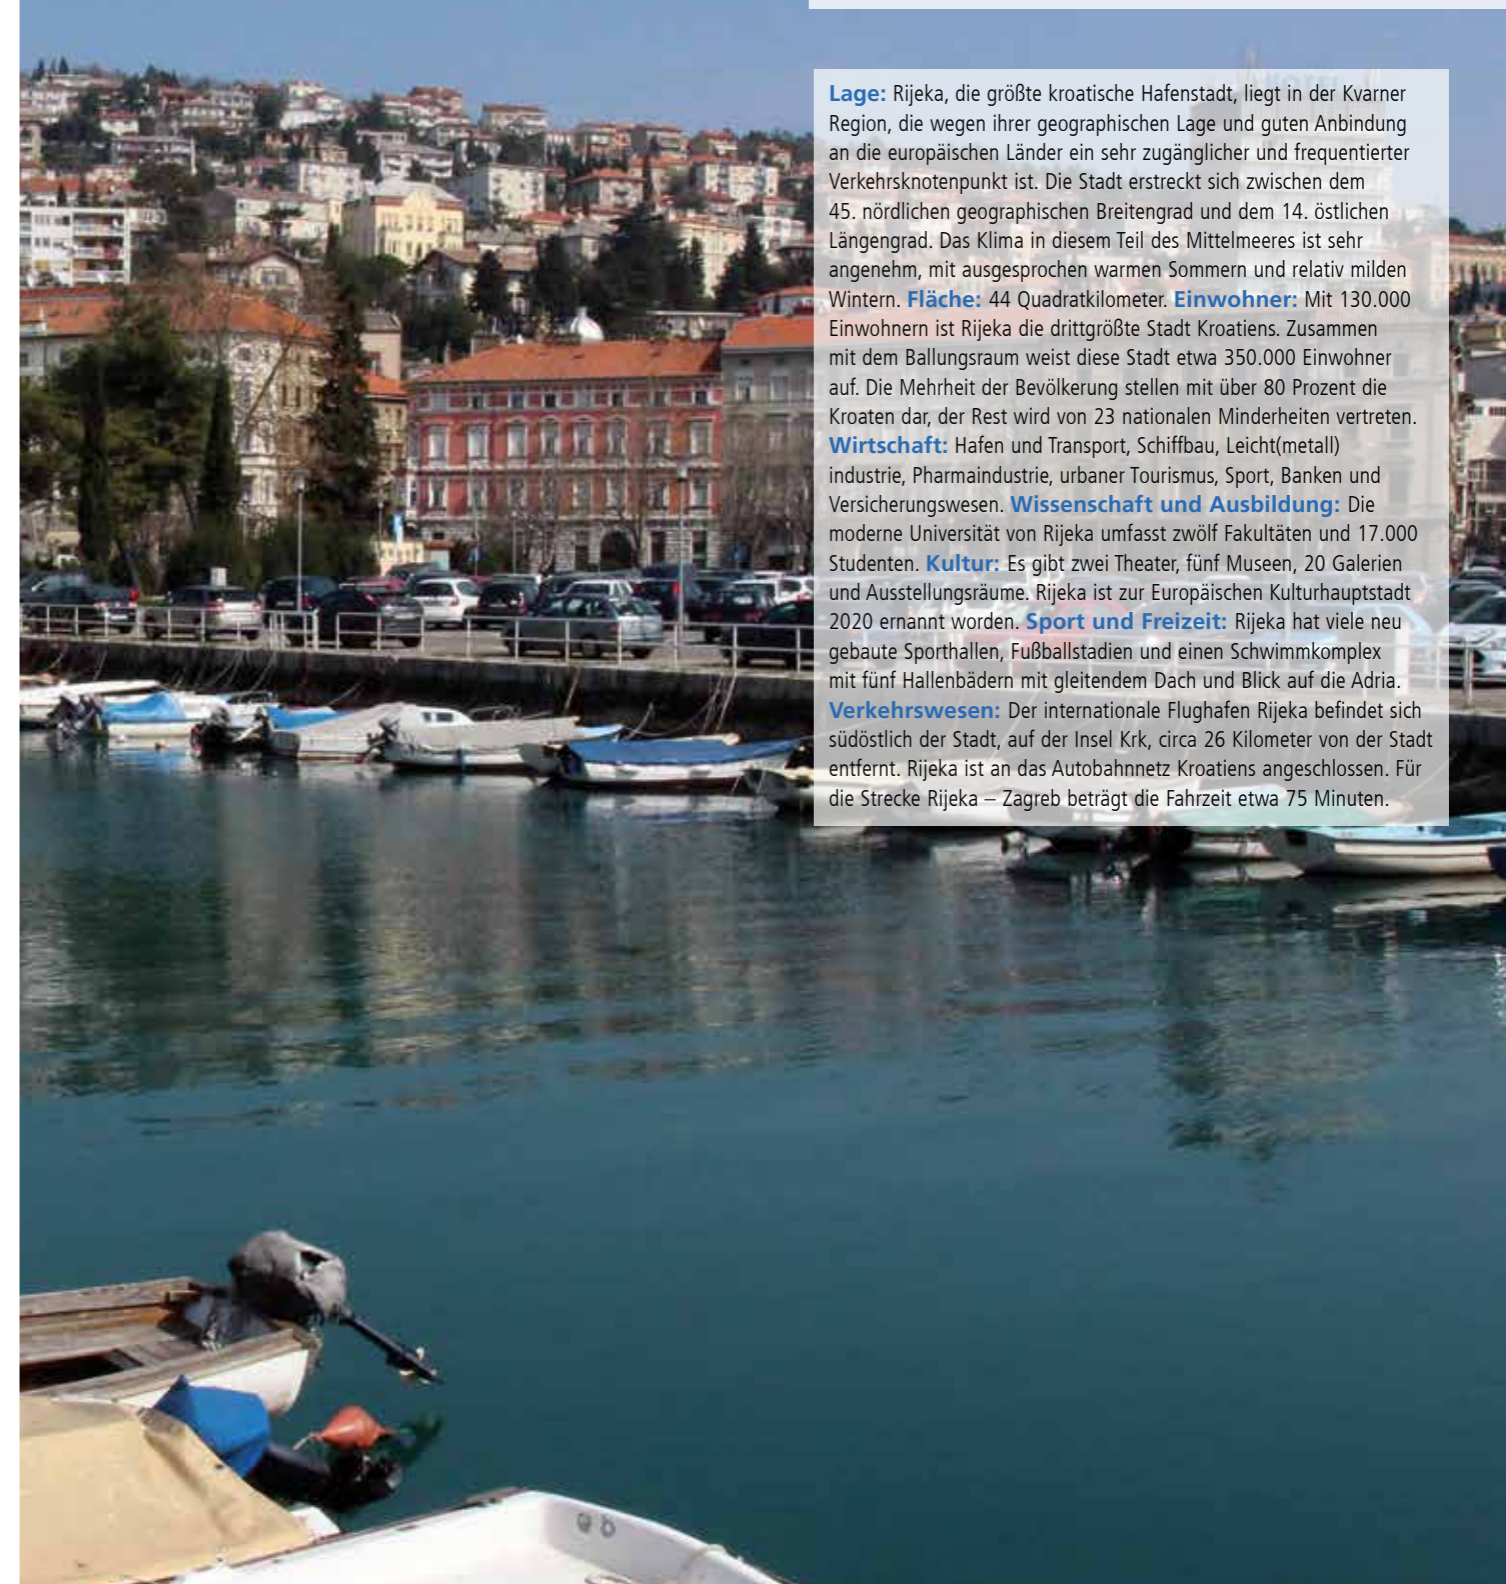 Lage: Rijeka, die größte kroatische Hafenstadt, liegt in der Kvarner
Region, die wegen ihrer geographischen Lage und guten Anbindung
an die europäischen Länder ein sehr zugänglicher und frequentierter
Verkehrsknotenpunkt ist. Die Stadt erstreckt sich zwischen dem
45. nördlichen geographischen Breitengrad und dem 14. östlichen
Längengrad. Das Klima in diesem Teil des Mittelmeeres ist sehr
angenehm, mit ausgesprochen warmen Sommern und relativ milden
Wintern. Fläche: 44 Quadratkilometer. Einwohner: Mit 130.000
Einwohnern ist Rijeka die drittgrößte Stadt Kroatiens. Zusammen
mit dem Ballungsraum weist diese Stadt etwa 350.000 Einwohner
auf. Die Mehrheit der Bevölkerung stellen mit über 80 Prozent die
Kroaten dar, der Rest wird von 23 nationalen Minderheiten vertreten.
Wirtschaft: Hafen und Transport, Schiffbau, Leicht(metall)
industrie, Pharmaindustrie, urbaner Tourismus, Sport, Banken und
Versicherungswesen. Wissenschaft und Ausbildung: Die
moderne Universität von Rijeka umfasst zwölf Fakultäten und 17.000
Studenten. Kultur: Es gibt zwei Theater, fünf Museen, 20 Galerien
und Ausstellungsräume. Rijeka ist zur Europäischen Kulturhauptstadt
2020 ernannt worden. Sport und Freizeit: Rijeka hat viele neu
gebaute Sporthallen, Fußballstadien und einen Schwimmkomplex
mit fünf Hallenbädern mit gleitendem Dach und Blick auf die Adria.
Verkehrswesen: Der internationale Flughafen Rijeka befindet sich
südöstlich der Stadt, auf der Insel Krk, circa 26 Kilometer von der Stadt
entfernt. Rijeka ist an das Autobahnnetz Kroatiens angeschlossen. Für
die Strecke Rijeka – Zagreb beträgt die Fahrzeit etwa 75 Minuten.